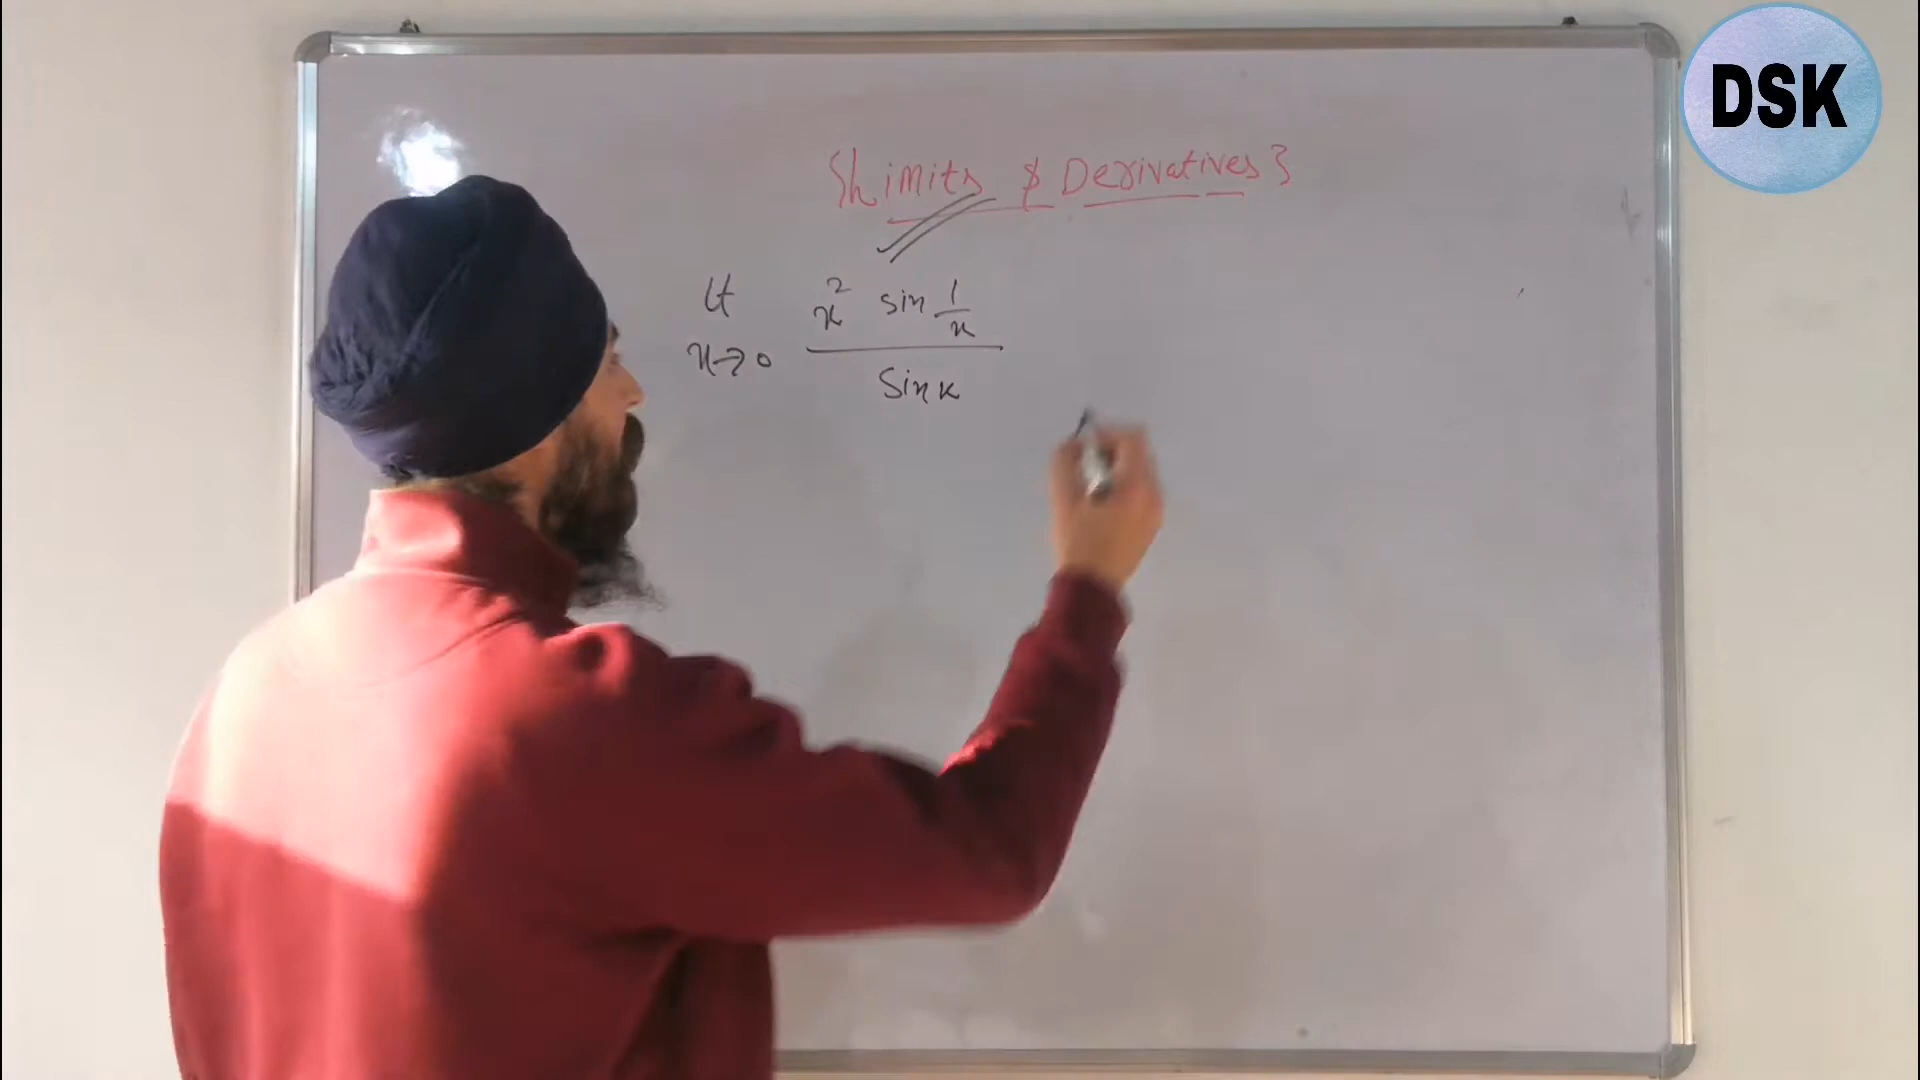 DSK
{Limits & Derivatives}
lt x² sin 1/x
x→0 sin x